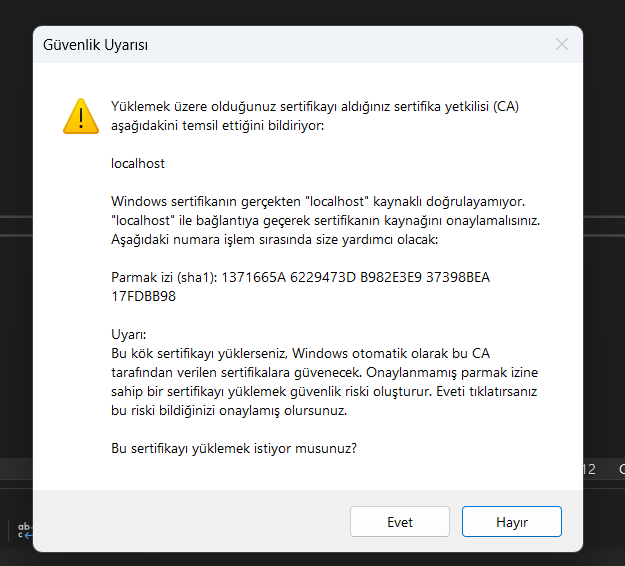 Güvenlik Uyarısı
Yüklemek üzere olduğunuz sertifikayı aldığınız sertifika yetkilisi (CA)
aşağıdakini temsil ettiğini bildiriyor:
localhost
Windows sertifikanın gerçekten "localhost" kaynaklı doğrulayamıyor.
"localhost" ile bağlantıya geçerek sertifikanın kaynağını onaylamalısınız.
Aşağıdaki numara işlem sırasında size yardımcı olacak:
Parmak izi (sha1): 1371665A 6229473D B982E3E9 37398BEA
17FDBB98
Uyarı:
Bu kök sertifikayı yüklerseniz, Windows otomatik olarak bu CA
tarafından verilen sertifikalara güvenecek. Onaylanmamış parmak izine
sahip bir sertifikayı yüklemek güvenlik riski oluşturur. Eveti tıklatırsanız
bu riski bildiğinizi onaylamış olursunuz.
Bu sertifikayı yüklemek istiyor musunuz?
12
ab
c
Evet
Hayır